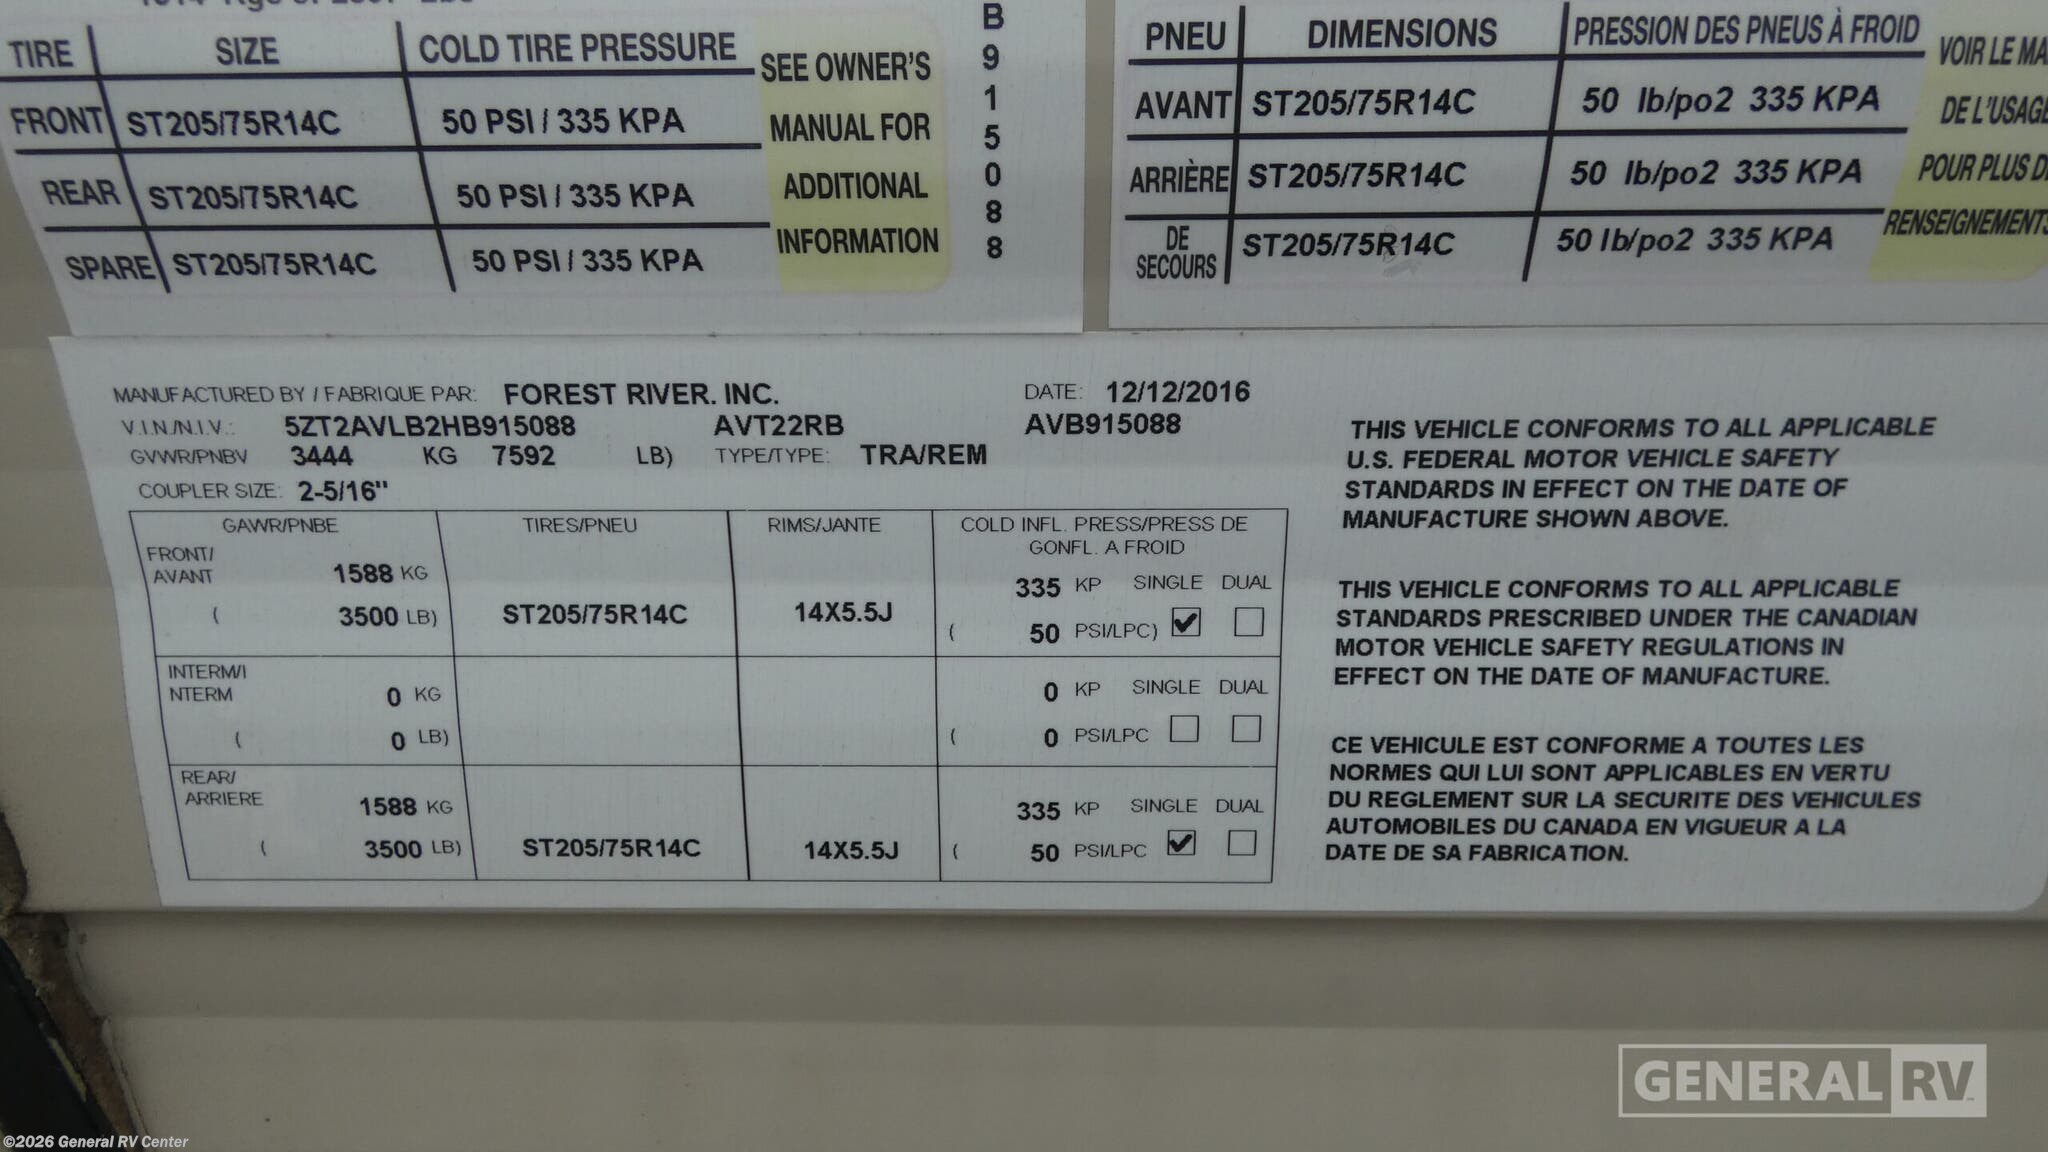 TIRE SIZE COLD TIRE PRESSURE
FRONT ST205/75R14C 50 PSI / 335 KPA
REAR ST205/75R14C 50 PSI / 335 KPA
SPARE ST205/75R14C 50 PSI / 335 KPA
SEE OWNER'S
MANUAL FOR
ADDITIONAL
INFORMATION
B
9
1
5
0
8
8
PNEU DIMENSIONS PRESSION DES PNEUS À FROID
AVANT ST205/75R14C 50 lb/po2 335 KPA
ARRIÈRE ST205/75R14C 50 lb/po2 335 KPA
DE
SECOURS ST205/75R14C 50 lb/po2 335 KPA
VOIR LE
DE L'USAGE
POUR PLUS
RENSEIGNEMENTS
MANUFACTURED BY / FABRIQUE PAR: FOREST RIVER. INC. DATE: 12/12/2016
V.I.N./N.I.V.: 5ZT2AVLB2HB915088 AVT22RB AVB915088
GVWR/PNBV 3444 KG 7592 LB) TYPE/TYPE: TRA/REM
COUPLER SIZE: 2-5/16"
GAWR/PNBE TIRES/PNEU RIMS/JANTE COLD INFL. PRESS/PRESS DE
GONFL. A FROID
FRONT/
AVANT 1588 KG 335 KP SINGLE DUAL
( 3500 LB) ST205/75R14C 14X5.5J ( 50 PSI/LPC)
INTERM/I
NTERM 0 KG 0 KP SINGLE DUAL
( 0 LB) ( 0 PSI/LPC
REAR/
ARRIERE 1588 KG 335 KP SINGLE DUAL
( 3500 LB) ST205/75R14C 14X5.5J ( 50 PSI/LPC
THIS VEHICLE CONFORMS TO ALL APPLICABLE
U.S. FEDERAL MOTOR VEHICLE SAFETY
STANDARDS IN EFFECT ON THE DATE OF
MANUFACTURE SHOWN ABOVE.
THIS VEHICLE CONFORMS TO ALL APPLICABLE
STANDARDS PRESCRIBED UNDER THE CANADIAN
MOTOR VEHICLE SAFETY REGULATIONS IN
EFFECT ON THE DATE OF MANUFACTURE.
CE VEHICULE EST CONFORME A TOUTES LES
NORMES QUI LUI SONT APPLICABLES EN VERTU
DU REGLEMENT SUR LA SECURITE DES VEHICULES
AUTOMOBILES DU CANADA EN VIGUEUR A LA
DATE DE SA FABRICATION.
GENERAL RV
©2026 General RV Center